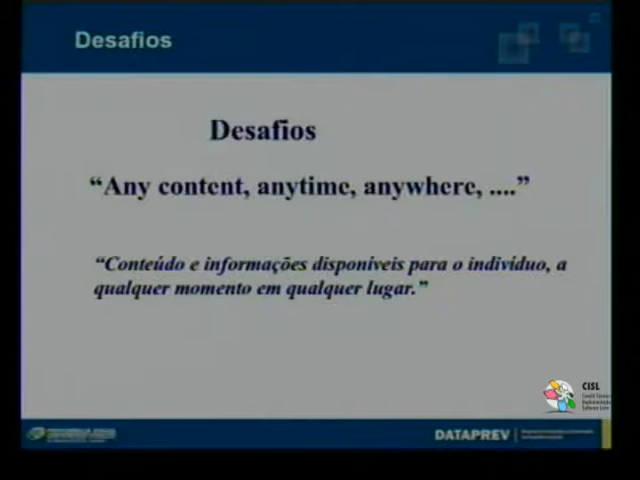 Desafios
Desafios
“Any content, anytime, anywhere, ....”
“Conteúdo e informações disponíveis para o indivíduo, a
qualquer momento em qualquer lugar.”
CISL
DATAPREV